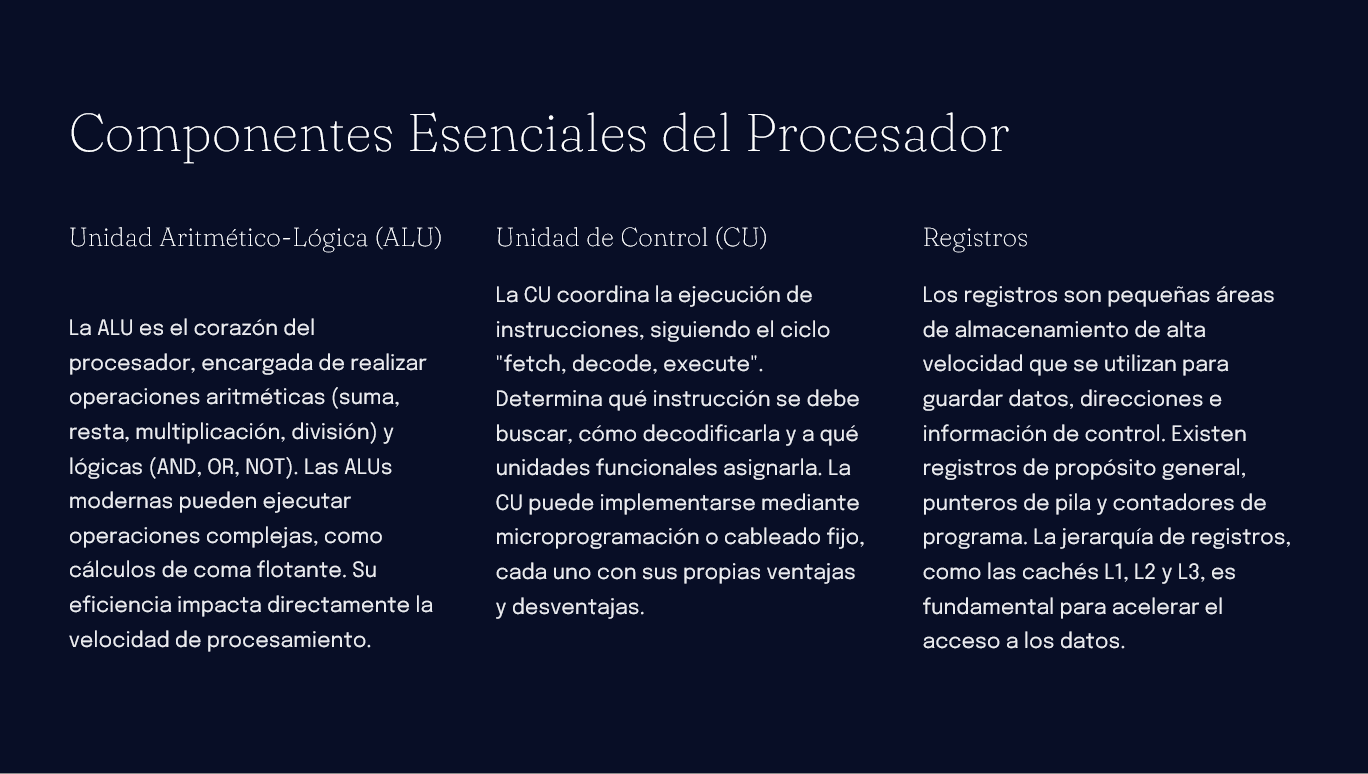 Componentes Esenciales del Procesador
Unidad Aritmético-Lógica (ALU)
La ALU es el corazón del
procesador, encargada de realizar
operaciones aritméticas (suma,
resta, multiplicación, división) y
lógicas (AND, OR, NOT). Las ALUs
modernas pueden ejecutar
operaciones complejas, como
cálculos de coma flotante. Su
eficiencia impacta directamente la
velocidad de procesamiento.
Unidad de Control (CU)
La CU coordina la ejecución de
instrucciones, siguiendo el ciclo
"fetch, decode, execute".
Determina qué instrucción se debe
buscar, cómo decodificarla y a qué
unidades funcionales asignarla. La
CU puede implementarse mediante
microprogramación o cableado fijo,
cada uno con sus propias ventajas
y desventajas.
Registros
Los registros son pequeñas áreas
de almacenamiento de alta
velocidad que se utilizan para
guardar datos, direcciones e
información de control. Existen
registros de propósito general,
punteros de pila y contadores de
programa. La jerarquía de registros,
como las cachés L1, L2 y L3, es
fundamental para acelerar el
acceso a los datos.